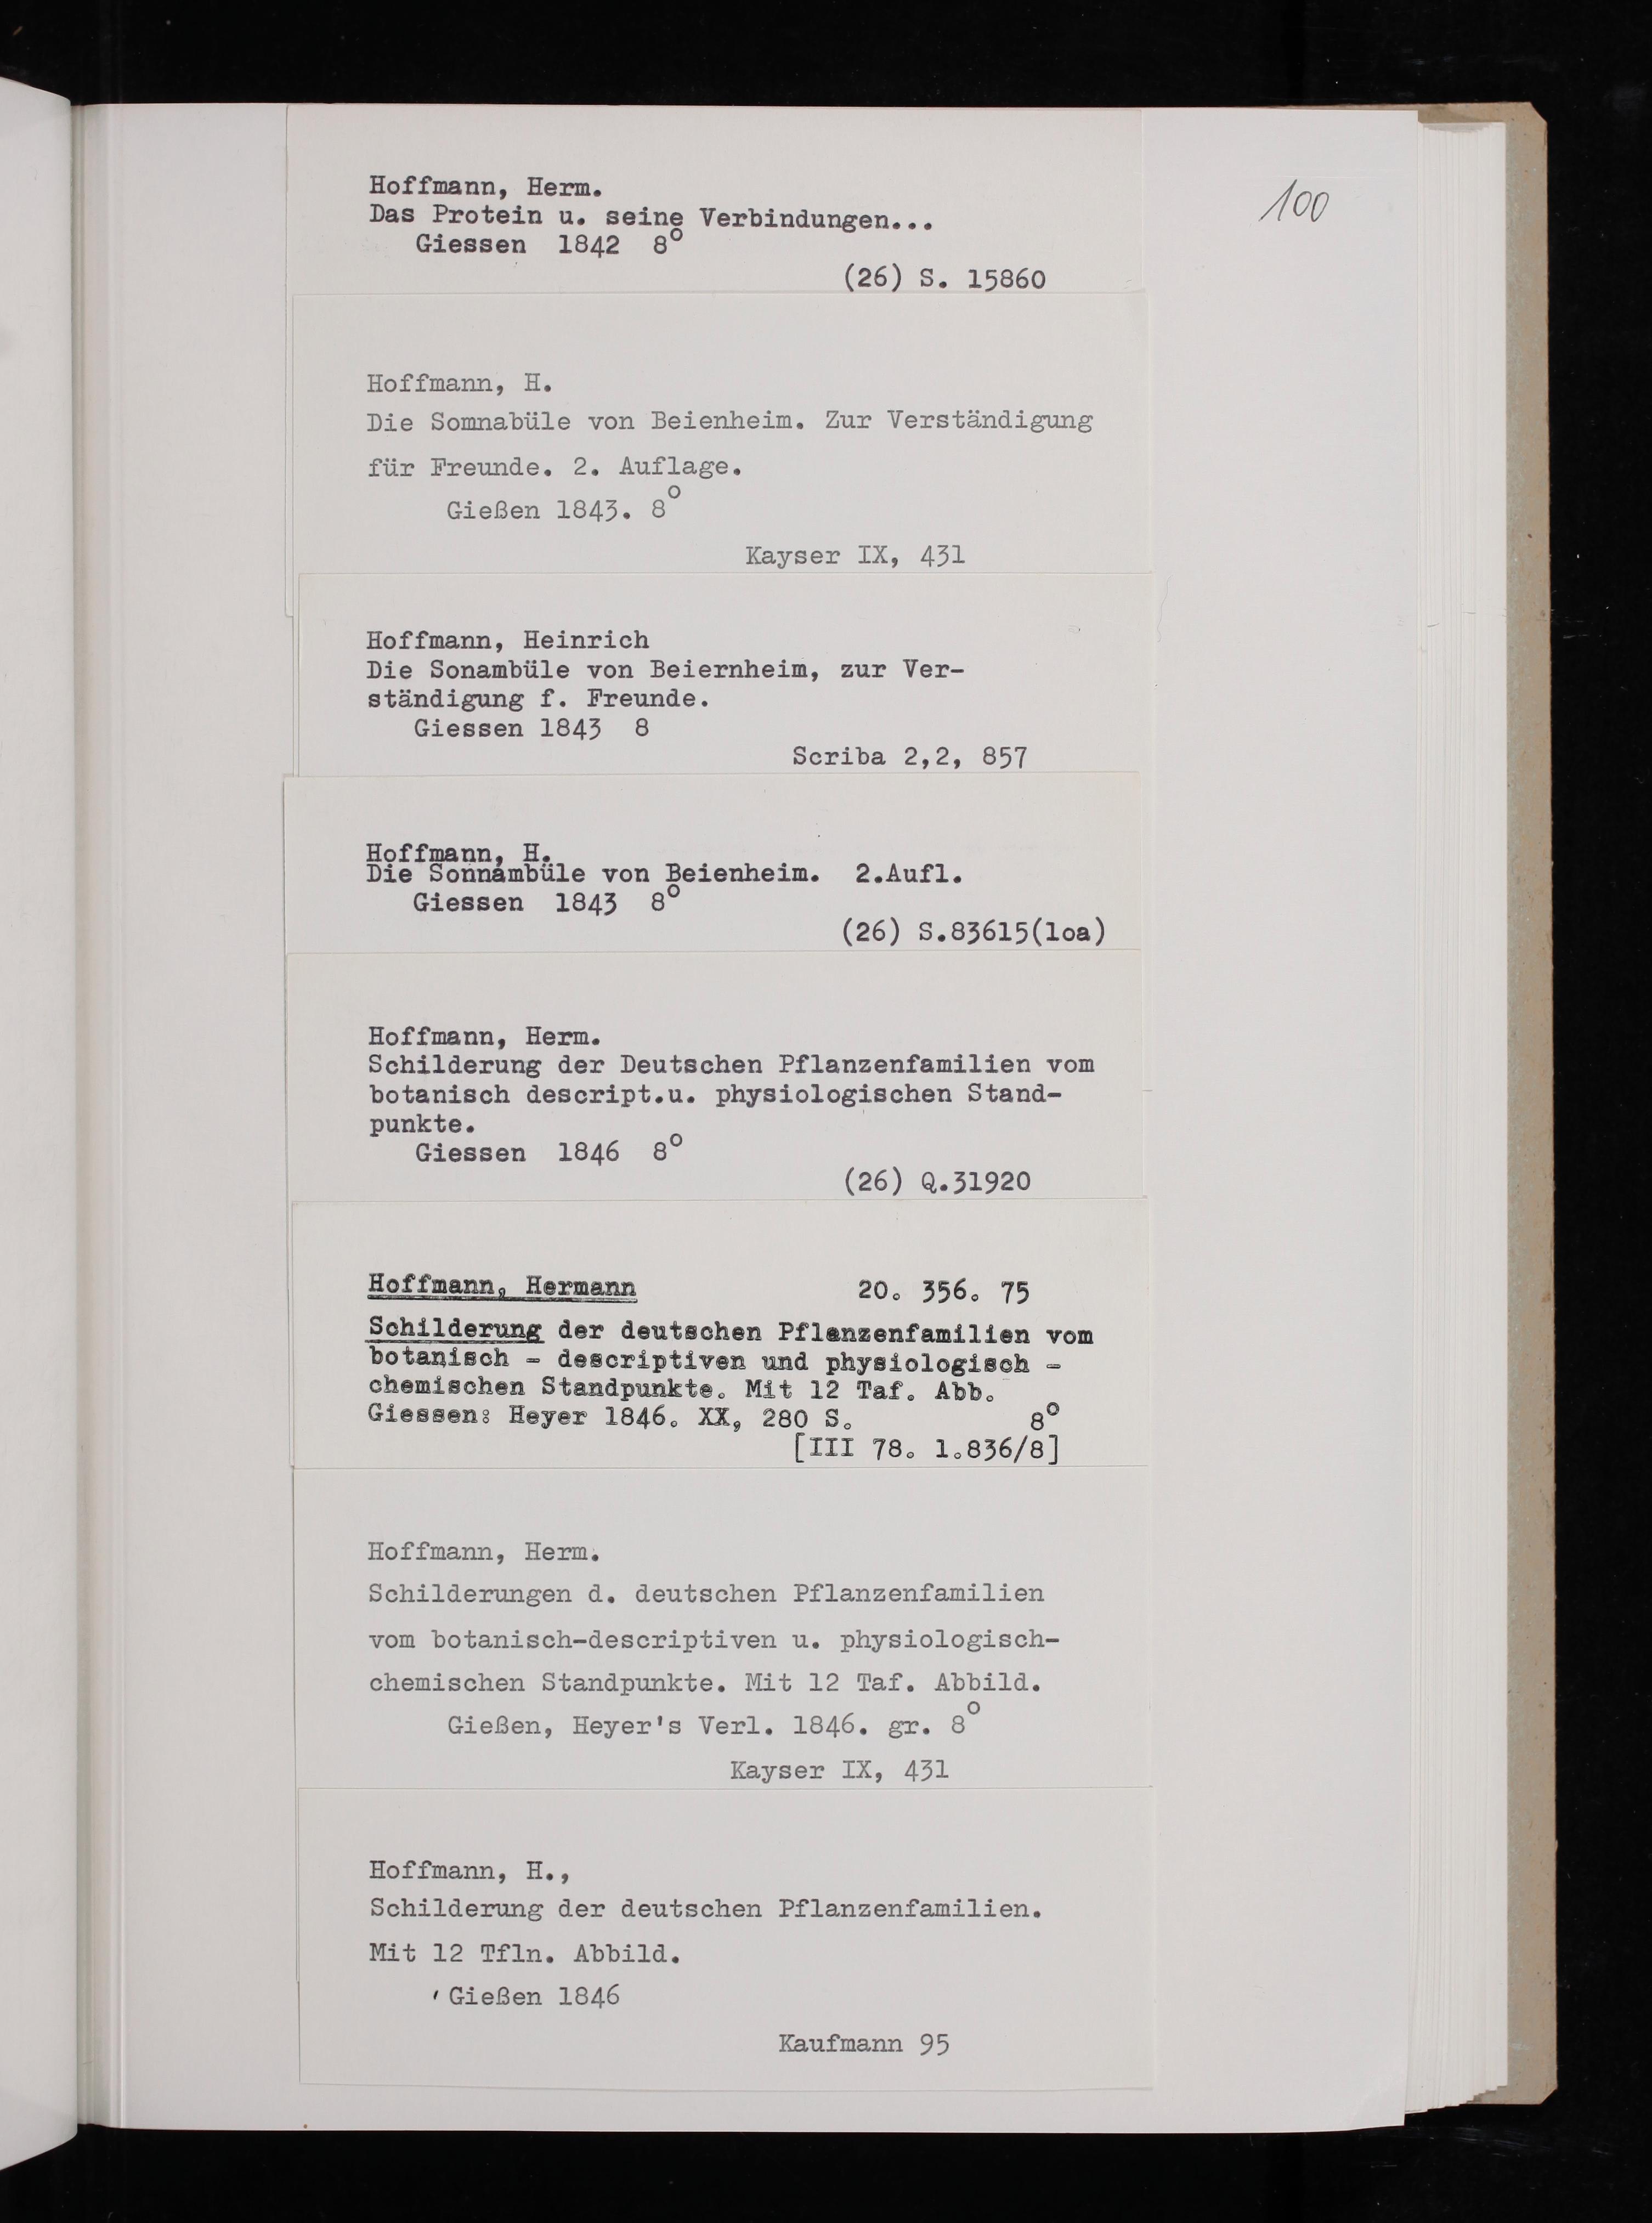 100
Hoffmann, Herm.
Das Protein u. seine Verbindungen...
Giessen 1842 8°
(26) S. 15860
Hoffmann, H.
Die Somnabüle von Beienheim. Zur Verständigung
für Freunde. 2. Auflage.
Gießen 1843. 8°
Kayser IX, 431
Hoffmann, Heinrich
Die Sonambüle von Beiernheim, zur Ver-
ständigung f. Freunde.
Giessen 1843 8
Scriba 2,2, 857
Hoffmann, H.
Die Sonnambüle von Beienheim. 2.Aufl.
Giessen 1843 8°
(26) S.83615(loa)
Hoffmann, Herm.
Schilderung der Deutschen Pflanzenfamilien vom
botanisch descript.u. physiologischen Stand-
punkte.
Giessen 1846 8°
(26) Q.31920
Hoffmann, Hermann 20. 356. 75
Schilderung der deutschen Pflanzenfamilien vom
botanisch - descriptiven und physiologisch -
chemischen Standpunkte. Mit 12 Taf. Abb.
Giessen: Heyer 1846. XX, 280 S. 8°
[III 78. 1.836/8]
Hoffmann, Herm.
Schilderungen d. deutschen Pflanzenfamilien
vom botanisch-descriptiven u. physiologisch-
chemischen Standpunkte. Mit 12 Taf. Abbild.
Gießen, Heyer's Verl. 1846. gr. 8°
Kayser IX, 431
Hoffmann, H.,
Schilderung der deutschen Pflanzenfamilien.
Mit 12 Tfln. Abbild.
Gießen 1846
Kaufmann 95